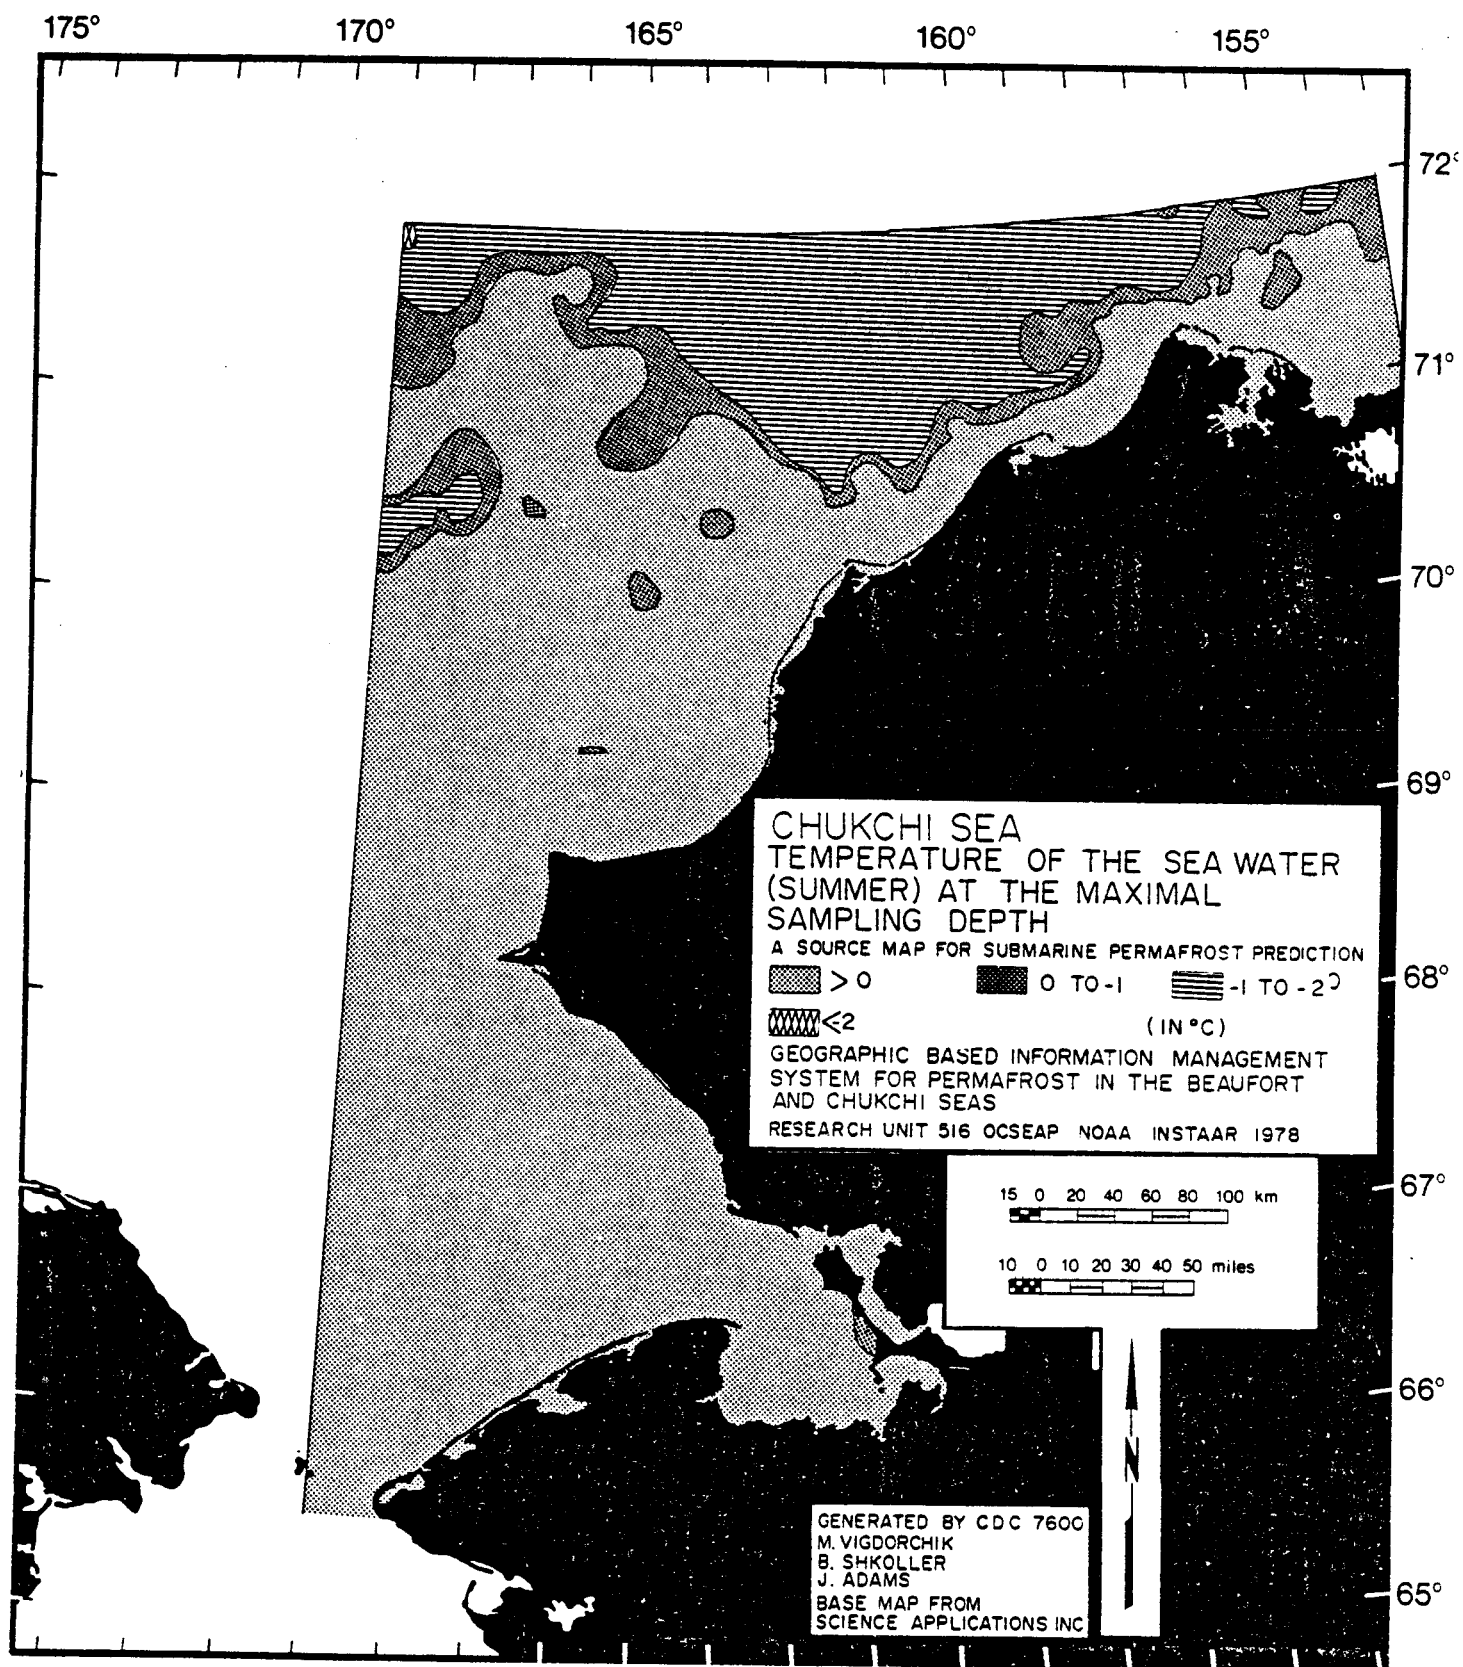 175° 170° 165° 160° 155°
72°
71°
70°
69°
CHUKCHI SEA
TEMPERATURE OF THE SEA WATER
(SUMMER) AT THE MAXIMAL
SAMPLING DEPTH
A SOURCE MAP FOR SUBMARINE PERMAFROST PREDICTION
> 0 0 TO -1 -1 TO -2°
<-2 (IN °C)
68°
GEOGRAPHIC BASED INFORMATION MANAGEMENT
SYSTEM FOR PERMAFROST IN THE BEAUFORT
AND CHUKCHI SEAS
RESEARCH UNIT 516 OCSEAP NOAA INSTAAR 1978
67°
15 0 20 40 60 80 100 km
10 0 10 20 30 40 50 miles
66°
N
GENERATED BY CDC 7600
M. VIGDORCHIK
B. SHKOLLER
J. ADAMS
BASE MAP FROM
SCIENCE APPLICATIONS INC
65°